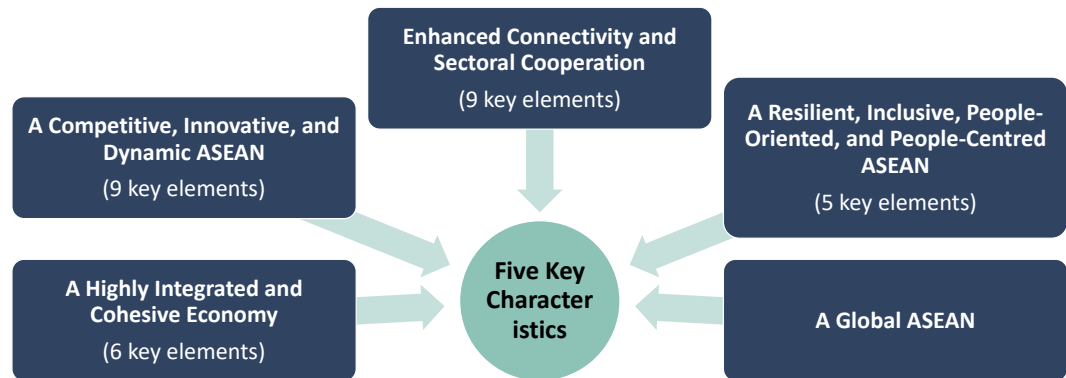 Enhanced Connectivity and
Sectoral Cooperation
(9 key elements)
A Competitive, Innovative, and
Dynamic ASEAN
(9 key elements)
A Resilient, Inclusive, People-
Oriented, and People-Centred
ASEAN
(5 key elements)
Five Key
Character
istics
A Highly Integrated and
Cohesive Economy
(6 key elements)
A Global ASEAN